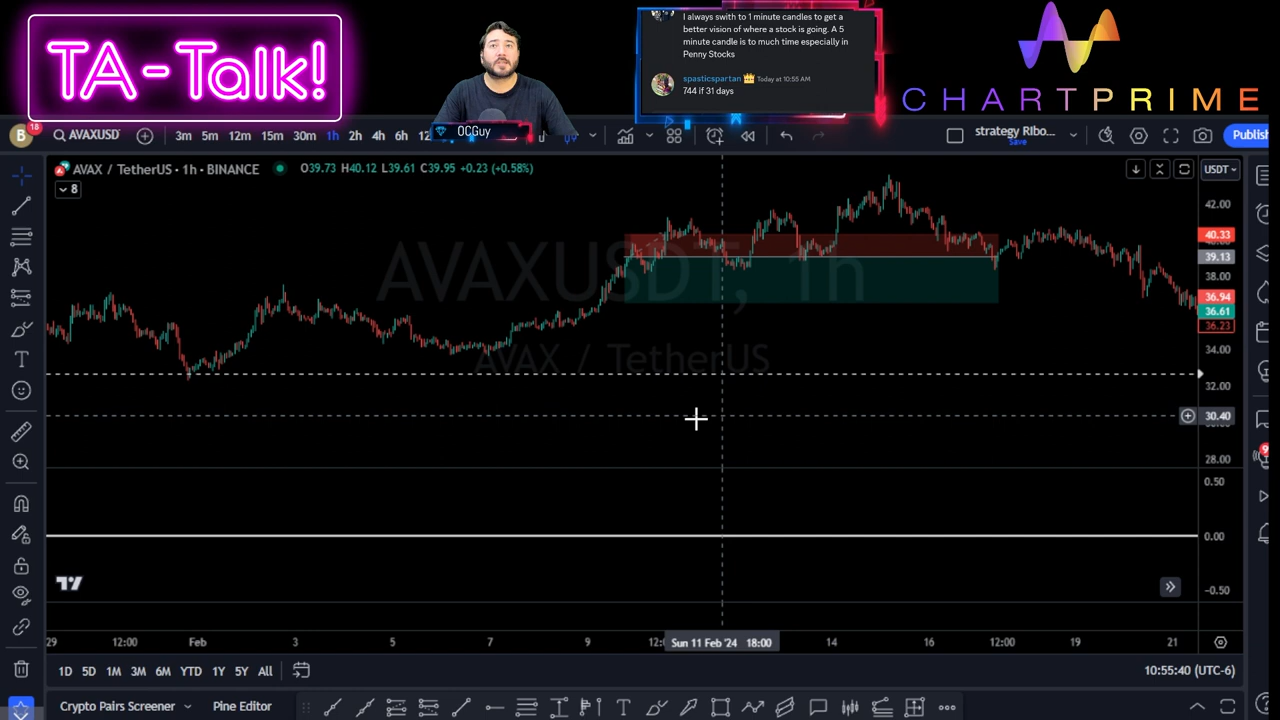 TA-Talk!
I always swith to 1 minute candles to get a
better vision of where a stock is going. A 5
minute candle is to much time especially in
Penny Stocks
spasticspartan Today at 10:55 AM
744 if 31 days
CHARTPRIME
OCGuy
B 18 AVAXUSD 3m 5m 12m 15m 30m 1h 2h 4h 6h 12 strategy RIbo... Save Publish
AVAX / TetherUS · 1h · BINANCE O39.73 H40.12 L39.61 C39.95 +0.23 (+0.58%) USDT
8
42.00
40.33
39.13
38.00
36.94
36.61
36.23
34.00
32.00
30.40
28.00
0.50
0.00
-0.50
AVAXUSDT, 1h
AVAX / TetherUS
29 12:00 Feb 3 5 7 9 12: Sun 11 Feb '24 18:00 14 16 12:00 19 21
1D 5D 1M 3M 6M YTD 1Y 5Y All 10:55:40 (UTC-6)
Crypto Pairs Screener Pine Editor